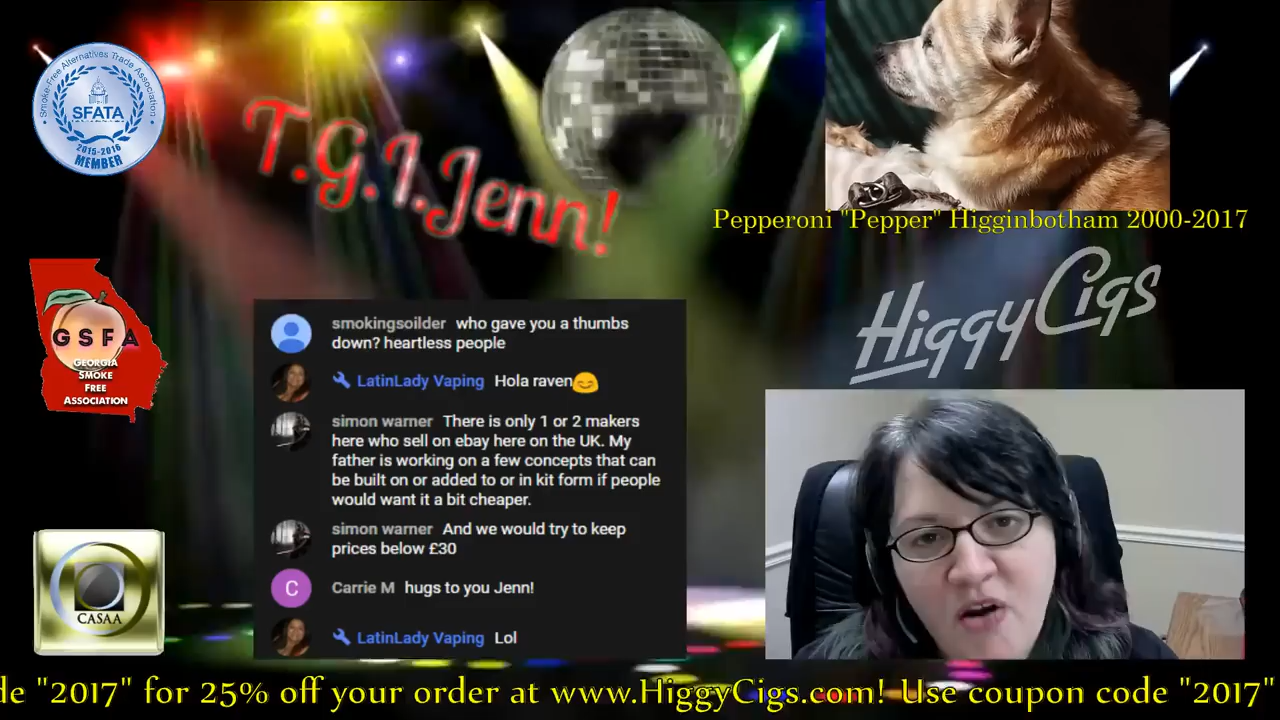 Smoke-Free Alternatives Trade Association
SFATA
2015-2016
MEMBER
T.G.I.Jenn!
Pepperoni "Pepper" Higginbotham 2000-2017
HiggyCigs
GSFA
GEORGIA
SMOKE
FREE
ASSOCIATION
CASAA
smokingsoilder who gave you a thumbs
down? heartless people
LatinLady Vaping Hola raven😊
simon warner There is only 1 or 2 makers
here who sell on ebay here on the UK. My
father is working on a few concepts that can
be built on or added to or in kit form if people
would want it a bit cheaper.
simon warner And we would try to keep
prices below £30
C Carrie M hugs to you Jenn!
LatinLady Vaping Lol
de "2017" for 25% off your order at www.HiggyCigs.com! Use coupon code "2017"